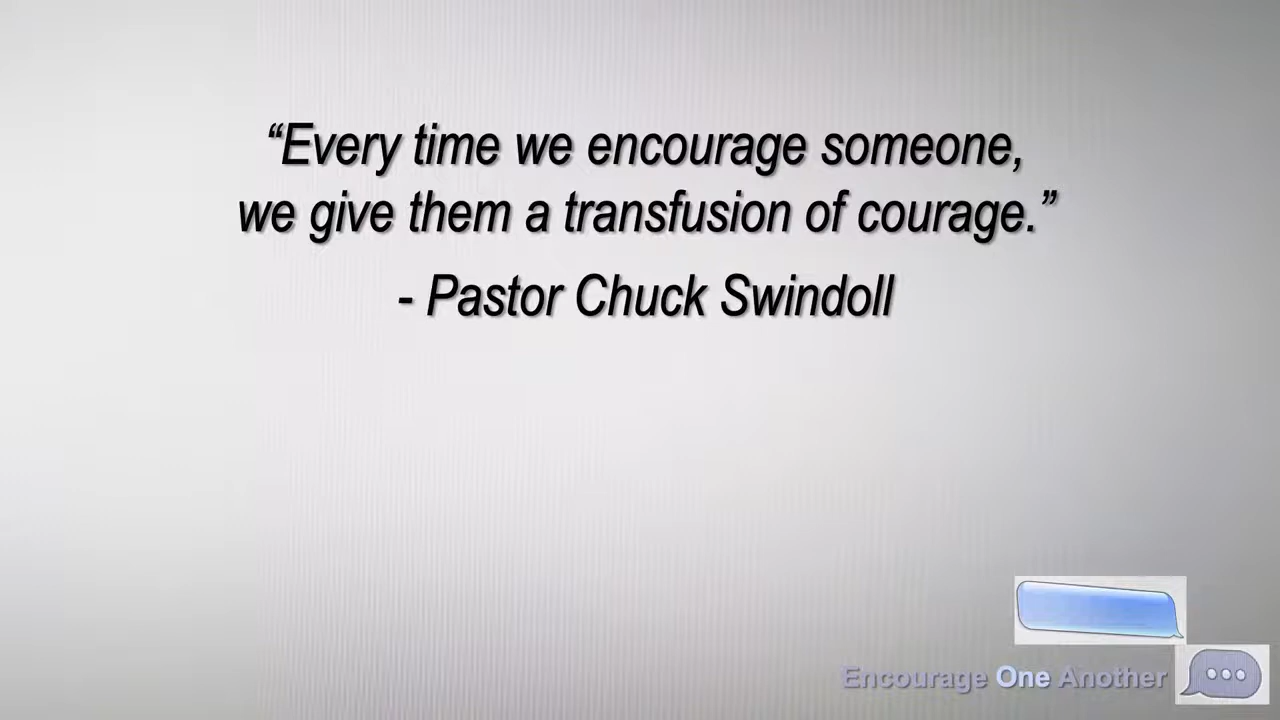 “Every time we encourage someone,
we give them a transfusion of courage.”
- Pastor Chuck Swindoll
Encourage One Another